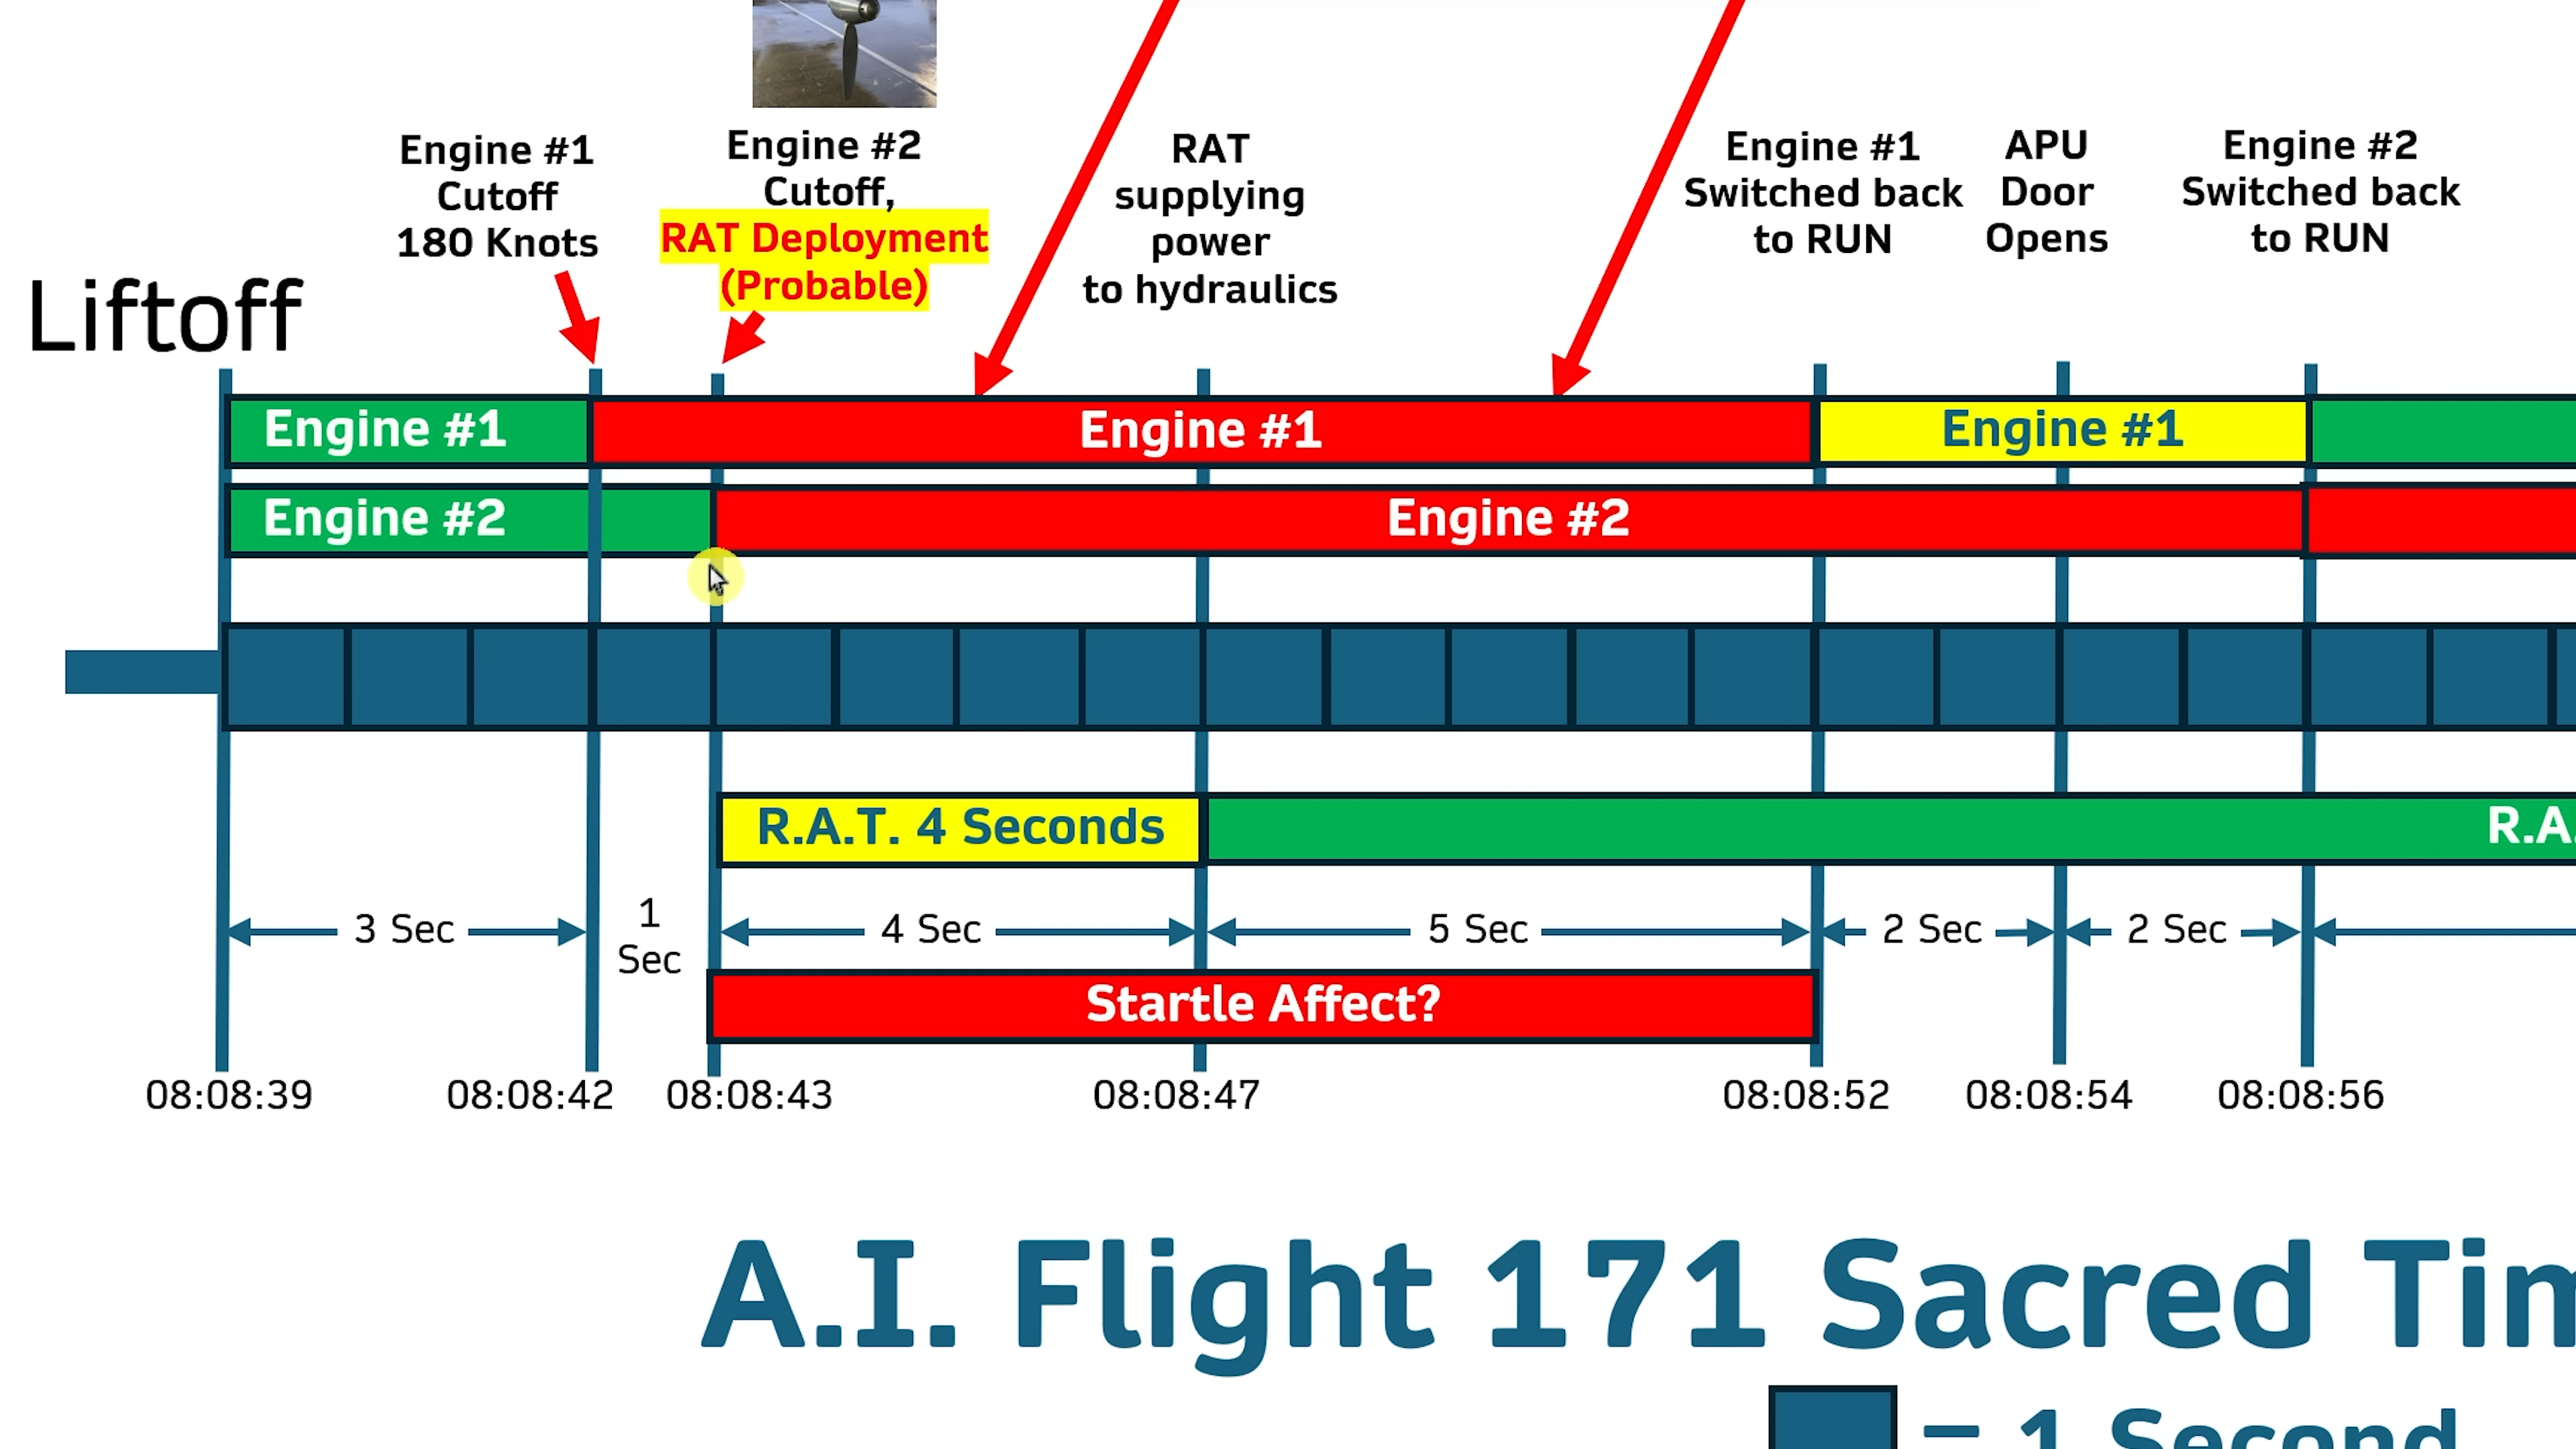 Engine #1
Cutoff
180 Knots
Engine #2
Cutoff,
RAT Deployment
(Probable)
RAT
supplying
power
to hydraulics
Engine #1
Switched back
to RUN
APU
Door
Opens
Engine #2
Switched back
to RUN
Liftoff
Engine #1
Engine #1
Engine #1
Engine #2
Engine #2
R.A.T. 4 Seconds
R.A.
3 Sec
1
Sec
4 Sec
5 Sec
2 Sec
2 Sec
Startle Affect?
08:08:39
08:08:42
08:08:43
08:08:47
08:08:52
08:08:54
08:08:56
A.I. Flight 171 Sacred Tim
= 1 Second